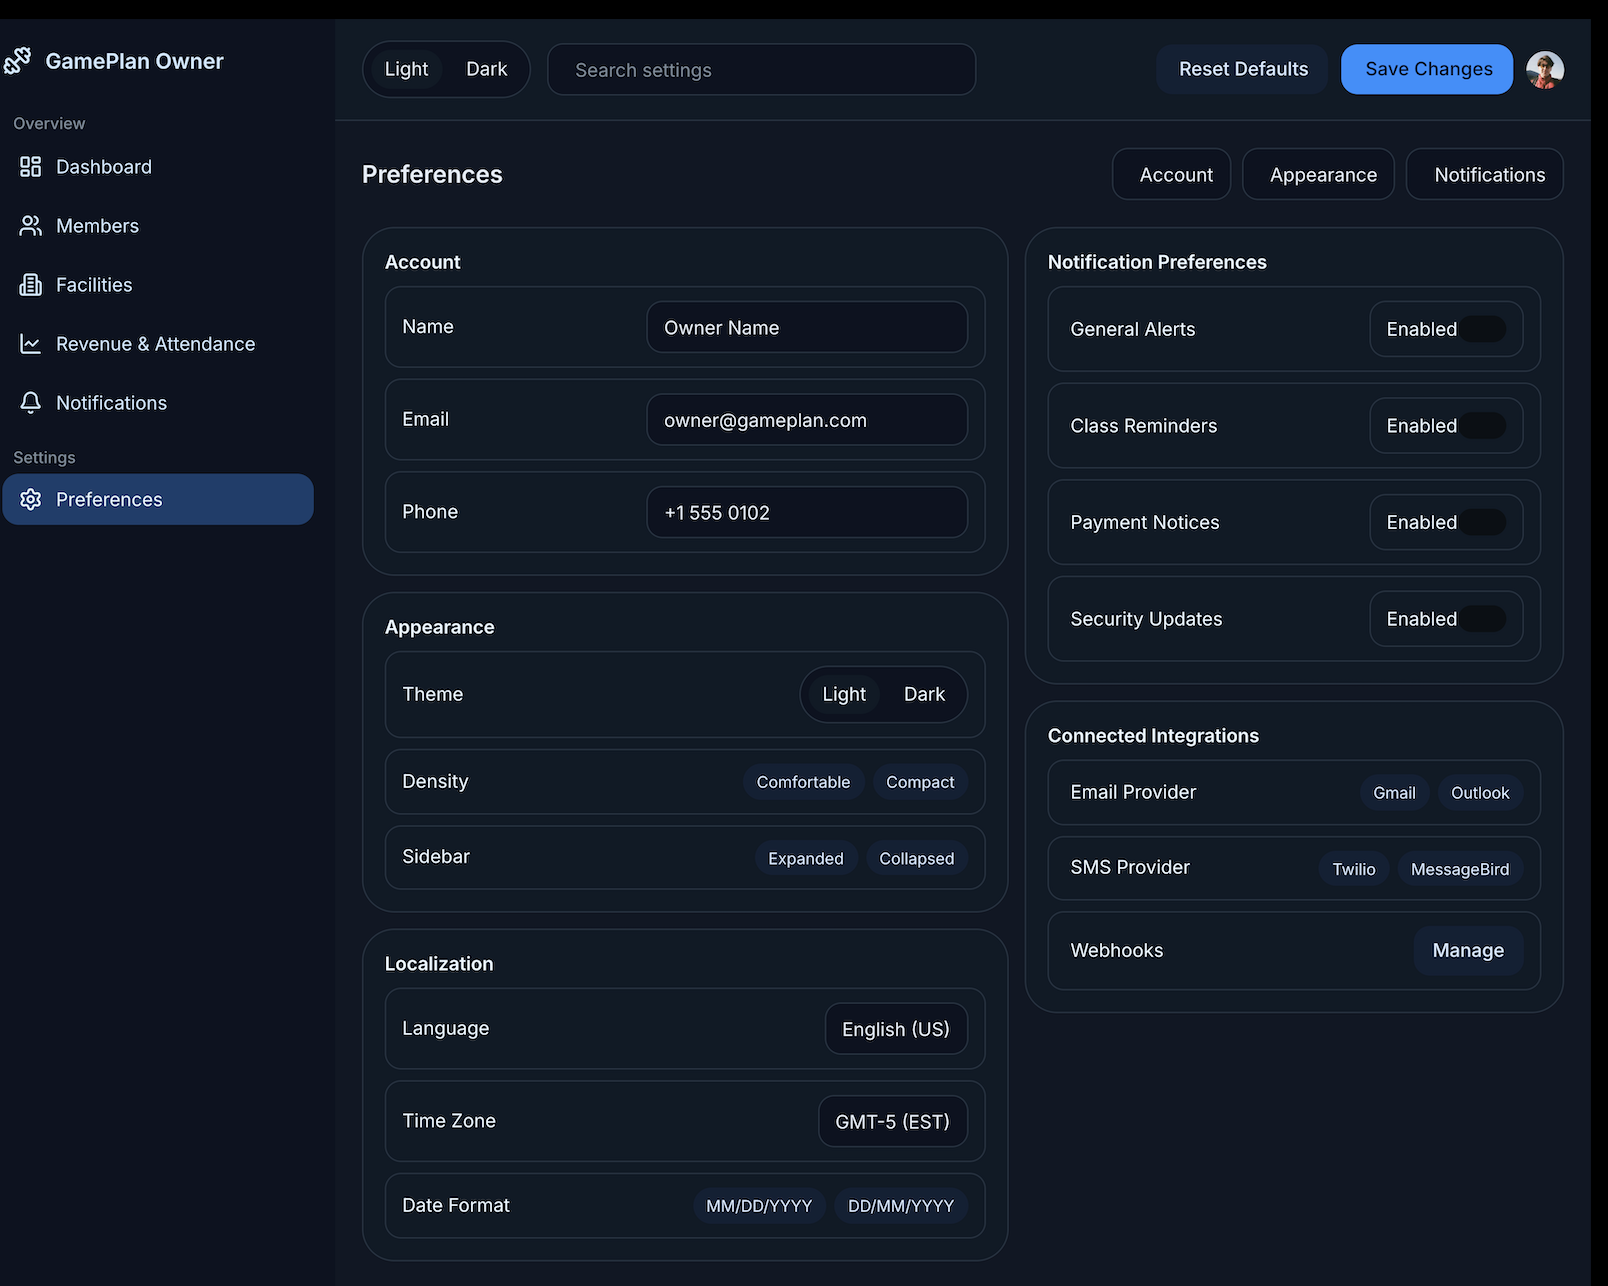 GamePlan Owner
Overview
Dashboard
Members
Facilities
Revenue & Attendance
Notifications
Settings
Preferences
Light Dark
Search settings
Reset Defaults
Save Changes
Preferences
Account
Appearance
Notifications
Account
Name
Owner Name
Email
owner@gameplan.com
Phone
+1 555 0102
Appearance
Theme
Light Dark
Density
Comfortable Compact
Sidebar
Expanded Collapsed
Localization
Language
English (US)
Time Zone
GMT-5 (EST)
Date Format
MM/DD/YYYY DD/MM/YYYY
Notification Preferences
General Alerts
Enabled
Class Reminders
Enabled
Payment Notices
Enabled
Security Updates
Enabled
Connected Integrations
Email Provider
Gmail Outlook
SMS Provider
Twilio MessageBird
Webhooks
Manage